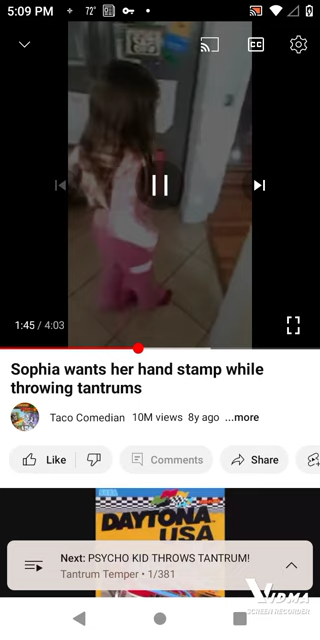 5:09 PM 72°
CC
1:45 / 4:03
Sophia wants her hand stamp while
throwing tantrums
Taco Comedian 10M views 8y ago ...more
Like Comments Share
DAYTONA
USA
Next: PSYCHO KID THROWS TANTRUM!
Tantrum Temper • 1/381
VIDMA
SCREEN RECORDER